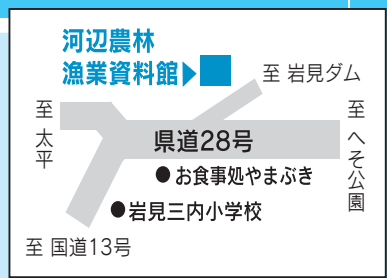 河辺農林
漁業資料館▶
至 岩見ダム
至 太平
至 へそ公園
県道28号
●お食事処やまぶき
●岩見三内小学校
至 国道13号